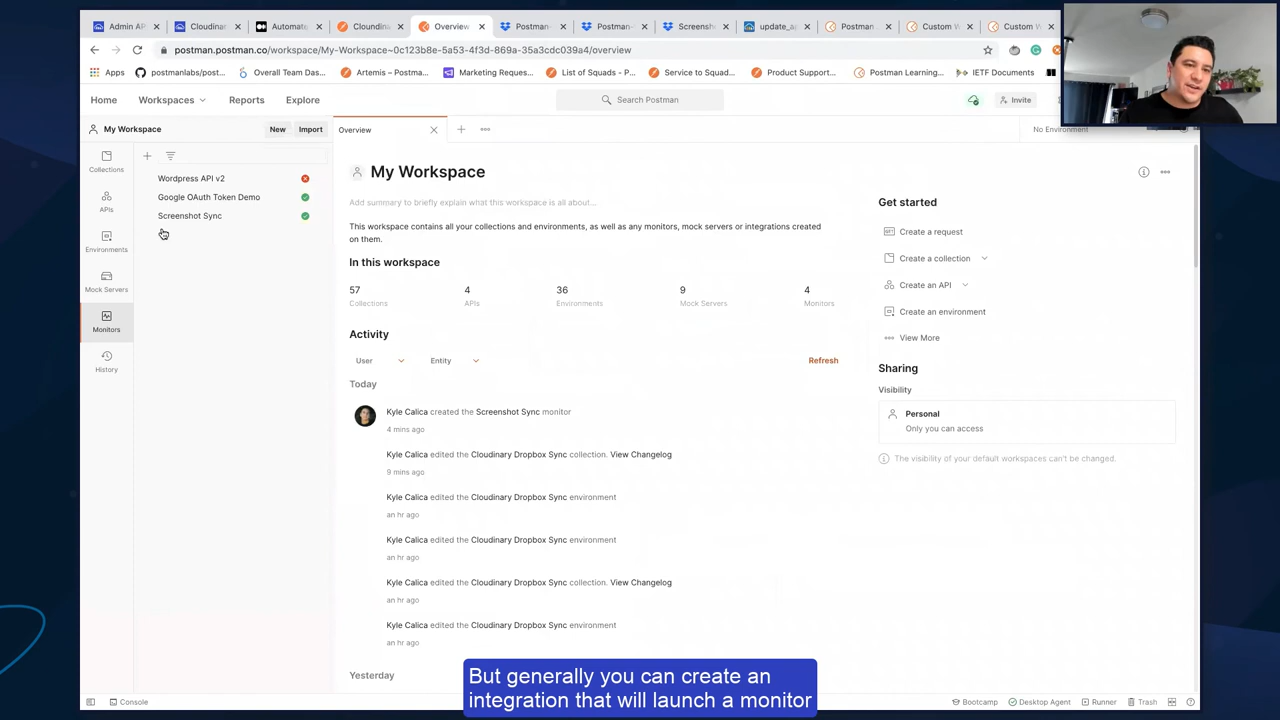 Admin AP
Cloudinar
Automate
Cloundin
Overview
Postman-
Postman-
Screensh
update_a
Postman
Custom W
Custom W
postman.postman.co/workspace/My-Workspace~0c123b8e-5a53-4f3d-869a-35a3cdc039a4/overview
Apps
postmanlabs/post...
Overall Team Das...
Artemis – Postma...
Marketing Reques...
List of Squads - P...
Service to Squad...
Product Support...
Postman Learning...
IETF Documents
Home
Workspaces
Reports
Explore
Search Postman
Invite
My Workspace
New
Import
Overview
No Environment
Collections
APIs
Environments
Mock Servers
Monitors
History
Wordpress API v2
Google OAuth Token Demo
Screenshot Sync
My Workspace
Add summary to briefly explain what this workspace is all about...
This workspace contains all your collections and environments, as well as any monitors, mock servers or integrations created
on them.
In this workspace
57 4 36 9 4
Collections APIs Environments Mock Servers Monitors
Activity
User Entity Refresh
Today
Kyle Calica created the Screenshot Sync monitor
4 mins ago
Kyle Calica edited the Cloudinary Dropbox Sync collection. View Changelog
9 mins ago
Kyle Calica edited the Cloudinary Dropbox Sync environment
an hr ago
Kyle Calica edited the Cloudinary Dropbox Sync environment
an hr ago
Kyle Calica edited the Cloudinary Dropbox Sync collection. View Changelog
an hr ago
Kyle Calica edited the Cloudinary Dropbox Sync environment
an hr ago
Yesterday
Get started
Create a request
Create a collection
Create an API
Create an environment
View More
Sharing
Visibility
Personal
Only you can access
The visibility of your default workspaces can't be changed.
But generally you can create an
integration that will launch a monitor
Console
Bootcamp
Desktop Agent
Runner
Trash